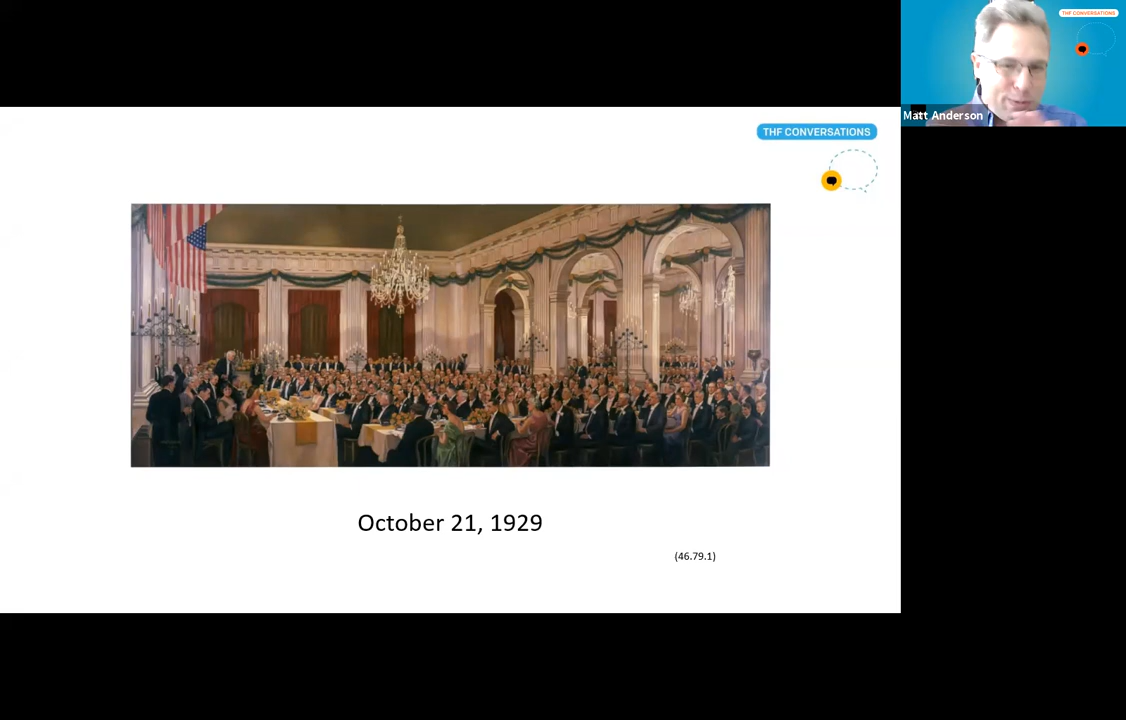 THF CONVERSATIONS
Matt Anderson
THF CONVERSATIONS
October 21, 1929
(46.79.1)